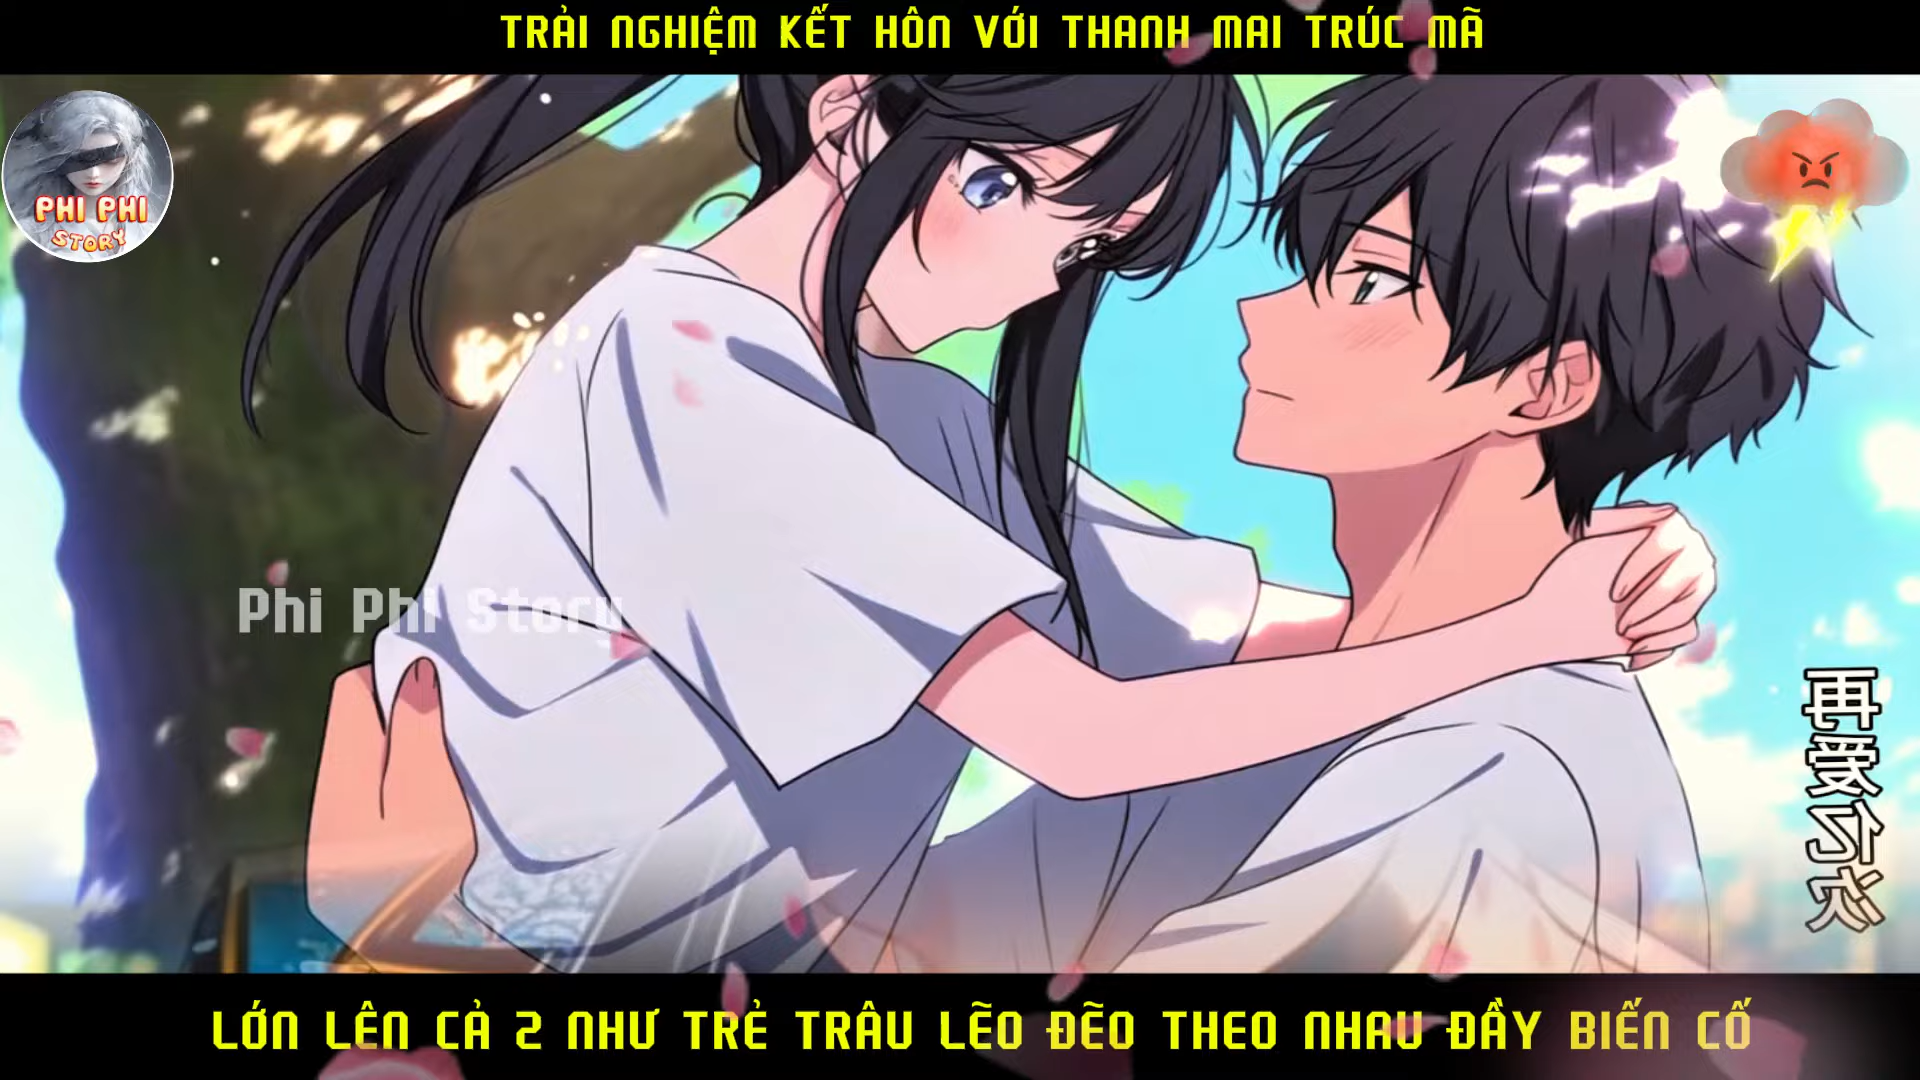 TRẢI NGHIỆM KẾT HÔN VỚI THANH MAI TRÚC MÃ
PHI PHI
STORY
Phi Phi Story
再爱亿次
LỚN LÊN CẢ 2 NHƯ TRẺ TRÂU LẼO ĐẼO THEO NHAU ĐẦY BIẾN CỐ